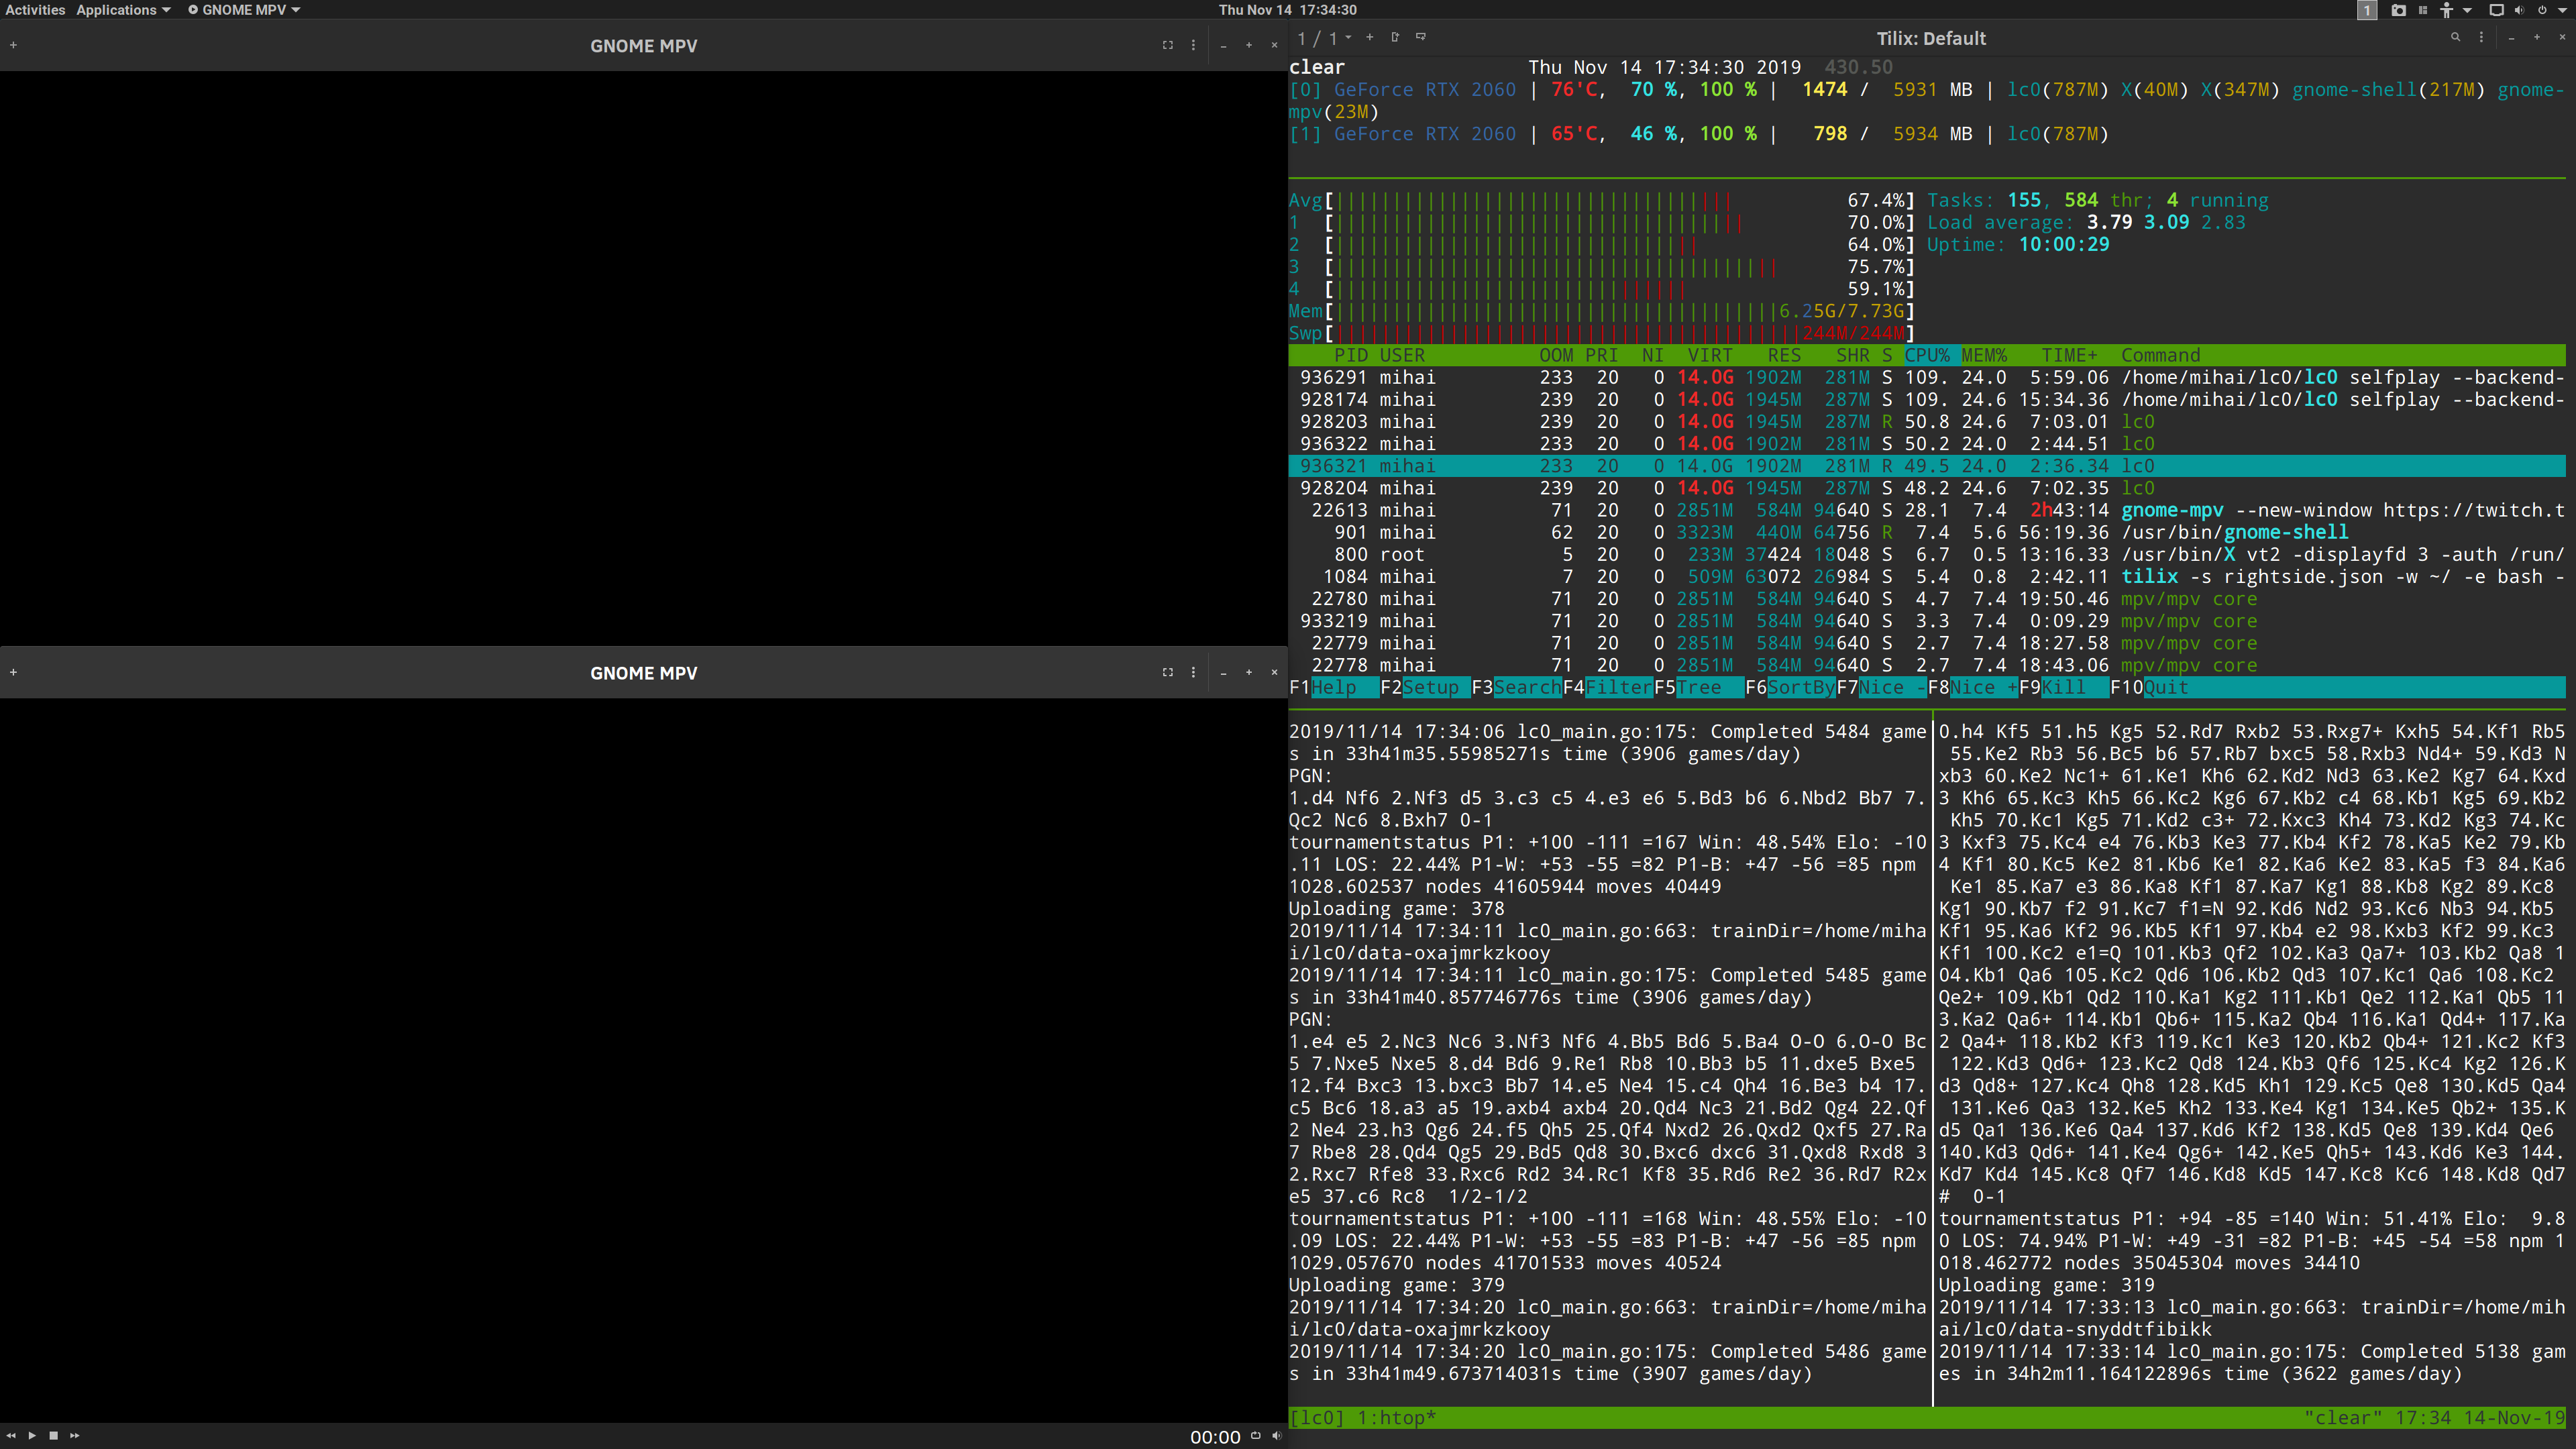 Activities Applications GNOME MPV Thu Nov 14 17:34:30 1
GNOME MPV
GNOME MPV
00:00
1 / 1 Tilix: Default
clear Thu Nov 14 17:34:30 2019 430.50
[0] GeForce RTX 2060 | 76'C, 70 %, 100 % | 1474 / 5931 MB | lc0(787M) X(40M) X(347M) gnome-shell(217M) gnome-
mpv(23M)
[1] GeForce RTX 2060 | 65'C, 46 %, 100 % | 798 / 5934 MB | lc0(787M)
Avg[ 67.4%] Tasks: 155, 584 thr; 4 running
1 [ 70.0%] Load average: 3.79 3.09 2.83
2 [ 64.0%] Uptime: 10:00:29
3 [ 75.7%]
4 [ 59.1%]
Mem[ 6.25G/7.73G]
Swp[ 244M/244M]
PID USER OOM PRI NI VIRT RES SHR S CPU% MEM% TIME+ Command
936291 mihai 233 20 0 14.0G 1902M 281M S 109. 24.0 5:59.06 /home/mihai/lc0/lc0 selfplay --backend-
928174 mihai 239 20 0 14.0G 1945M 287M S 109. 24.6 15:34.36 /home/mihai/lc0/lc0 selfplay --backend-
928203 mihai 239 20 0 14.0G 1945M 287M R 50.8 24.6 7:03.01 lc0
936322 mihai 233 20 0 14.0G 1902M 281M S 50.2 24.0 2:44.51 lc0
936321 mihai 233 20 0 14.0G 1902M 281M R 49.5 24.0 2:36.34 lc0
928204 mihai 239 20 0 14.0G 1945M 287M S 48.2 24.6 7:02.35 lc0
22613 mihai 71 20 0 2851M 584M 94640 S 28.1 7.4 2h43:14 gnome-mpv --new-window https://twitch.t
901 mihai 62 20 0 3323M 440M 64756 R 7.4 5.6 56:19.36 /usr/bin/gnome-shell
800 root 5 20 0 233M 37424 18048 S 6.7 0.5 13:16.33 /usr/bin/X vt2 -displayfd 3 -auth /run/
1084 mihai 7 20 0 509M 63072 26984 S 5.4 0.8 2:42.11 tilix -s rightside.json -w ~/ -e bash -
22780 mihai 71 20 0 2851M 584M 94640 S 4.7 7.4 19:50.46 mpv/mpv core
933219 mihai 71 20 0 2851M 584M 94640 S 3.3 7.4 0:09.29 mpv/mpv core
22779 mihai 71 20 0 2851M 584M 94640 S 2.7 7.4 18:27.58 mpv/mpv core
22778 mihai 71 20 0 2851M 584M 94640 S 2.7 7.4 18:43.06 mpv/mpv core
F1Help F2Setup F3SearchF4FilterF5Tree F6SortByF7Nice -F8Nice +F9Kill F10Quit
2019/11/14 17:34:06 lc0_main.go:175: Completed 5484 game
s in 33h41m35.55985271s time (3906 games/day)
PGN:
1.d4 Nf6 2.Nf3 d5 3.c3 c5 4.e3 e6 5.Bd3 b6 6.Nbd2 Bb7 7.
Qc2 Nc6 8.Bxh7 0-1
tournamentstatus P1: +100 -111 =167 Win: 48.54% Elo: -10
.11 LOS: 22.44% P1-W: +53 -55 =82 P1-B: +47 -56 =85 npm
1028.602537 nodes 41605944 moves 40449
Uploading game: 378
2019/11/14 17:34:11 lc0_main.go:663: trainDir=/home/miha
i/lc0/data-oxajmrkzkooy
2019/11/14 17:34:11 lc0_main.go:175: Completed 5485 game
s in 33h41m40.857746776s time (3906 games/day)
PGN:
1.e4 e5 2.Nc3 Nc6 3.Nf3 Nf6 4.Bb5 Bd6 5.Ba4 O-O 6.O-O Bc
5 7.Nxe5 Nxe5 8.d4 Bd6 9.Re1 Rb8 10.Bb3 b5 11.dxe5 Bxe5
12.f4 Bxc3 13.bxc3 Bb7 14.e5 Ne4 15.c4 Qh4 16.Be3 b4 17.
c5 Bc6 18.a3 a5 19.axb4 axb4 20.Qd4 Nc3 21.Bd2 Qg4 22.Qf
2 Ne4 23.h3 Qg6 24.f5 Qh5 25.Qf4 Nxd2 26.Qxd2 Qxf5 27.Ra
7 Rbe8 28.Qd4 Qg5 29.Bd5 Qd8 30.Bxc6 dxc6 31.Qxd8 Rxd8 3
2.Rxc7 Rfe8 33.Rxc6 Rd2 34.Rc1 Kf8 35.Rd6 Re2 36.Rd7 R2x
e5 37.c6 Rc8 1/2-1/2
tournamentstatus P1: +100 -111 =168 Win: 48.55% Elo: -10
.09 LOS: 22.44% P1-W: +53 -55 =83 P1-B: +47 -56 =85 npm
1029.057670 nodes 41701533 moves 40524
Uploading game: 379
2019/11/14 17:34:20 lc0_main.go:663: trainDir=/home/miha
i/lc0/data-oxajmrkzkooy
2019/11/14 17:34:20 lc0_main.go:175: Completed 5486 game
s in 33h41m49.673714031s time (3907 games/day)
0.h4 Kf5 51.h5 Kg5 52.Rd7 Rxb2 53.Rxg7+ Kxh5 54.Kf1 Rb5
55.Ke2 Rb3 56.Bc5 b6 57.Rb7 bxc5 58.Rxb3 Nd4+ 59.Kd3 N
xb3 60.Ke2 Nc1+ 61.Ke1 Kh6 62.Kd2 Nd3 63.Ke2 Kg7 64.Kxd
3 Kh6 65.Kc3 Kh5 66.Kc2 Kg6 67.Kb2 c4 68.Kb1 Kg5 69.Kb2
Kh5 70.Kc1 Kg5 71.Kd2 c3+ 72.Kxc3 Kh4 73.Kd2 Kg3 74.Kc
3 Kxf3 75.Kc4 e4 76.Kb3 Ke3 77.Kb4 Kf2 78.Ka5 Ke2 79.Kb
4 Kf1 80.Kc5 Ke2 81.Kb6 Ke1 82.Ka6 Ke2 83.Ka5 f3 84.Ka6
Ke1 85.Ka7 e3 86.Ka8 Kf1 87.Ka7 Kg1 88.Kb8 Kg2 89.Kc8
Kg1 90.Kb7 f2 91.Kc7 f1=N 92.Kd6 Nd2 93.Kc6 Nb3 94.Kb5
Kf1 95.Ka6 Kf2 96.Kb5 Kf1 97.Kb4 e2 98.Kxb3 Kf2 99.Kc3
Kf1 100.Kc2 e1=Q 101.Kb3 Qf2 102.Ka3 Qa7+ 103.Kb2 Qa8 1
04.Kb1 Qa6 105.Kc2 Qd6 106.Kb2 Qd3 107.Kc1 Qa6 108.Kc2
Qe2+ 109.Kb1 Qd2 110.Ka1 Kg2 111.Kb1 Qe2 112.Ka1 Qb5 11
3.Ka2 Qa6+ 114.Kb1 Qb6+ 115.Ka2 Qb4 116.Ka1 Qd4+ 117.Ka
2 Qa4+ 118.Kb2 Kf3 119.Kc1 Ke3 120.Kb2 Qb4+ 121.Kc2 Kf3
122.Kd3 Qd6+ 123.Kc2 Qd8 124.Kb3 Qf6 125.Kc4 Kg2 126.K
d3 Qd8+ 127.Kc4 Qh8 128.Kd5 Kh1 129.Kc5 Qe8 130.Kd5 Qa4
131.Ke6 Qa3 132.Ke5 Kh2 133.Ke4 Kg1 134.Ke5 Qb2+ 135.K
d5 Qa1 136.Ke6 Qa4 137.Kd6 Kf2 138.Kd5 Qe8 139.Kd4 Qe6
140.Kd3 Qd6+ 141.Ke4 Qg6+ 142.Ke5 Qh5+ 143.Kd6 Ke3 144.
Kd7 Kd4 145.Kc8 Qf7 146.Kd8 Kd5 147.Kc8 Kc6 148.Kd8 Qd7
# 0-1
tournamentstatus P1: +94 -85 =140 Win: 51.41% Elo: 9.8
0 LOS: 74.94% P1-W: +49 -31 =82 P1-B: +45 -54 =58 npm 1
018.462772 nodes 35045304 moves 34410
Uploading game: 319
2019/11/14 17:33:13 lc0_main.go:663: trainDir=/home/mih
ai/lc0/data-snyddtfibikk
2019/11/14 17:33:14 lc0_main.go:175: Completed 5138 gam
es in 34h2m11.164122896s time (3622 games/day)
[lc0] 1:htop* "clear" 17:34 14-Nov-19